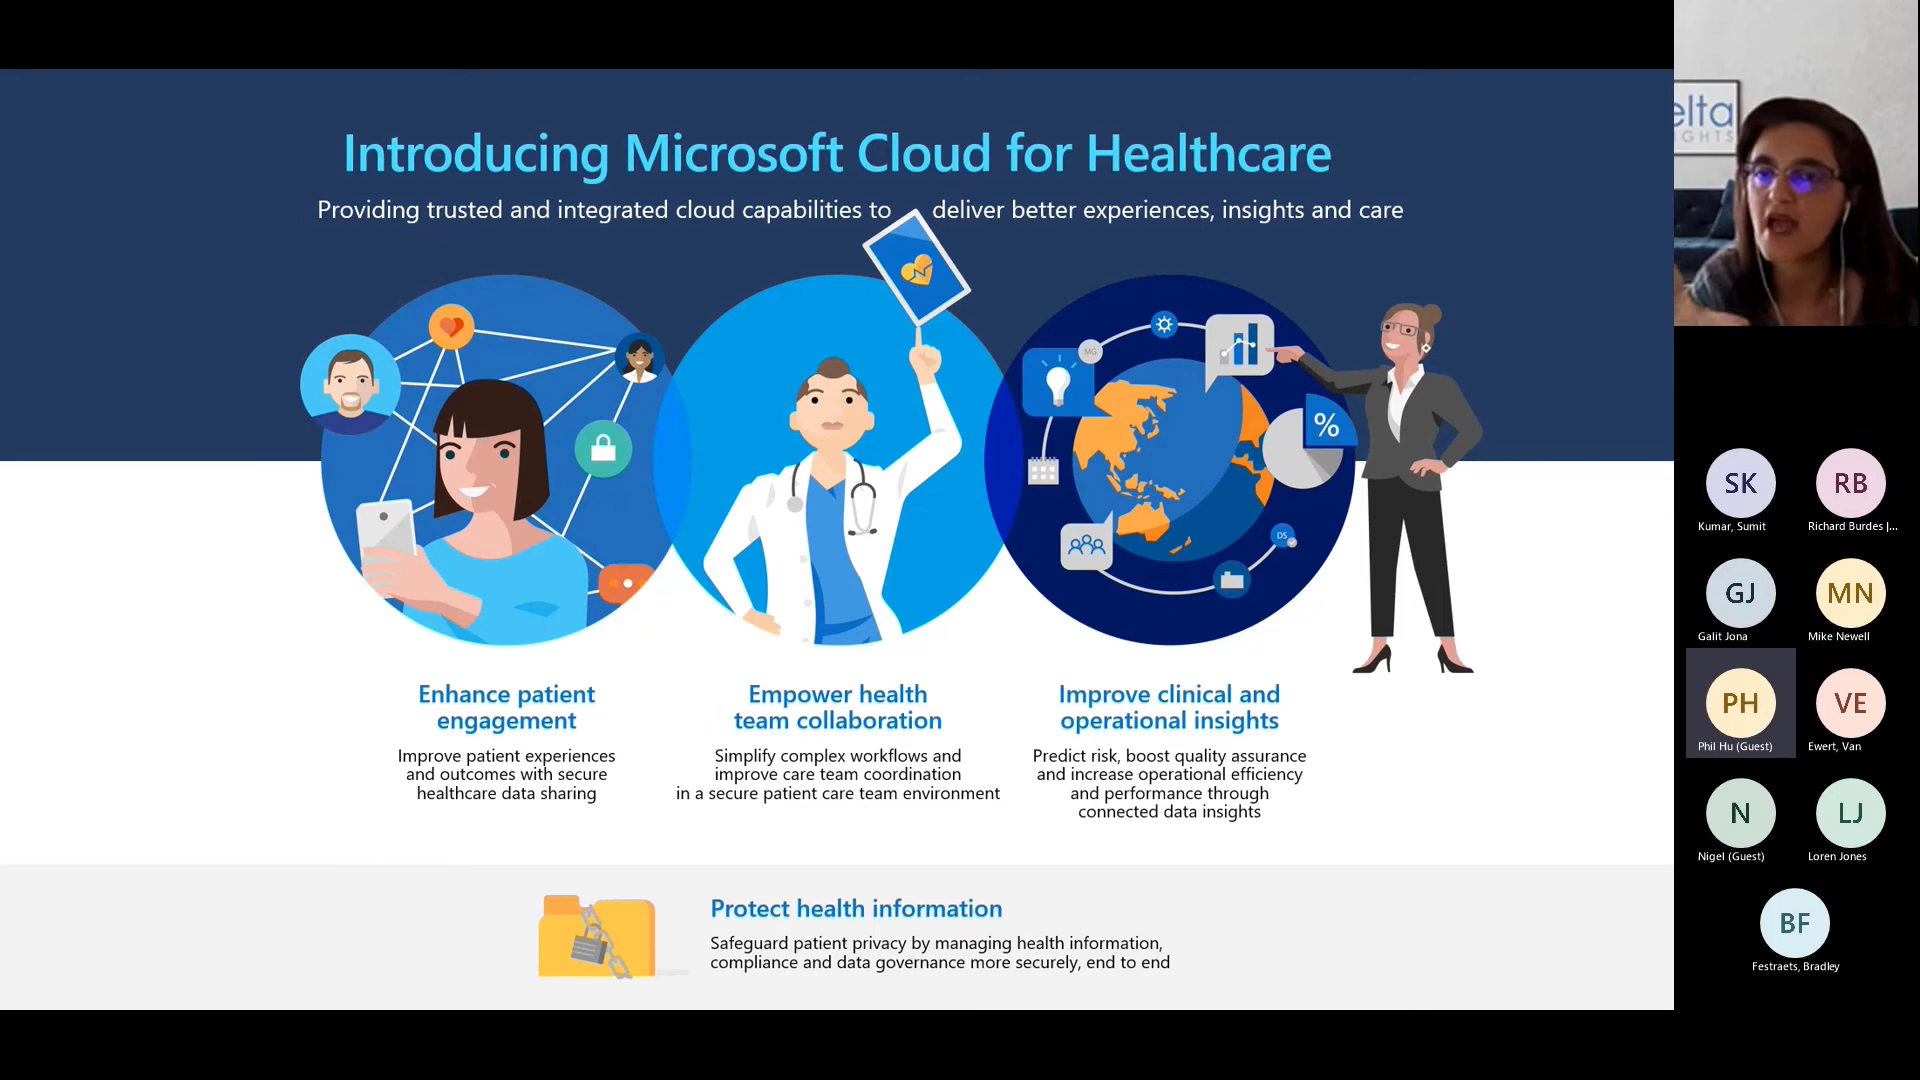 Introducing Microsoft Cloud for Healthcare
Providing trusted and integrated cloud capabilities to deliver better experiences, insights and care
MG
%
DS
Enhance patient
engagement
Improve patient experiences
and outcomes with secure
healthcare data sharing
Empower health
team collaboration
Simplify complex workflows and
improve care team coordination
in a secure patient care team environment
Improve clinical and
operational insights
Predict risk, boost quality assurance
and increase operational efficiency
and performance through
connected data insights
Protect health information
Safeguard patient privacy by managing health information,
compliance and data governance more securely, end to end
elta
IGHTS
SK
Kumar, Sumit
RB
Richard Burdes |...
GJ
Galit Jona
MN
Mike Newell
PH
Phil Hu (Guest)
VE
Ewert, Van
N
Nigel (Guest)
LJ
Loren Jones
BF
Festraets, Bradley